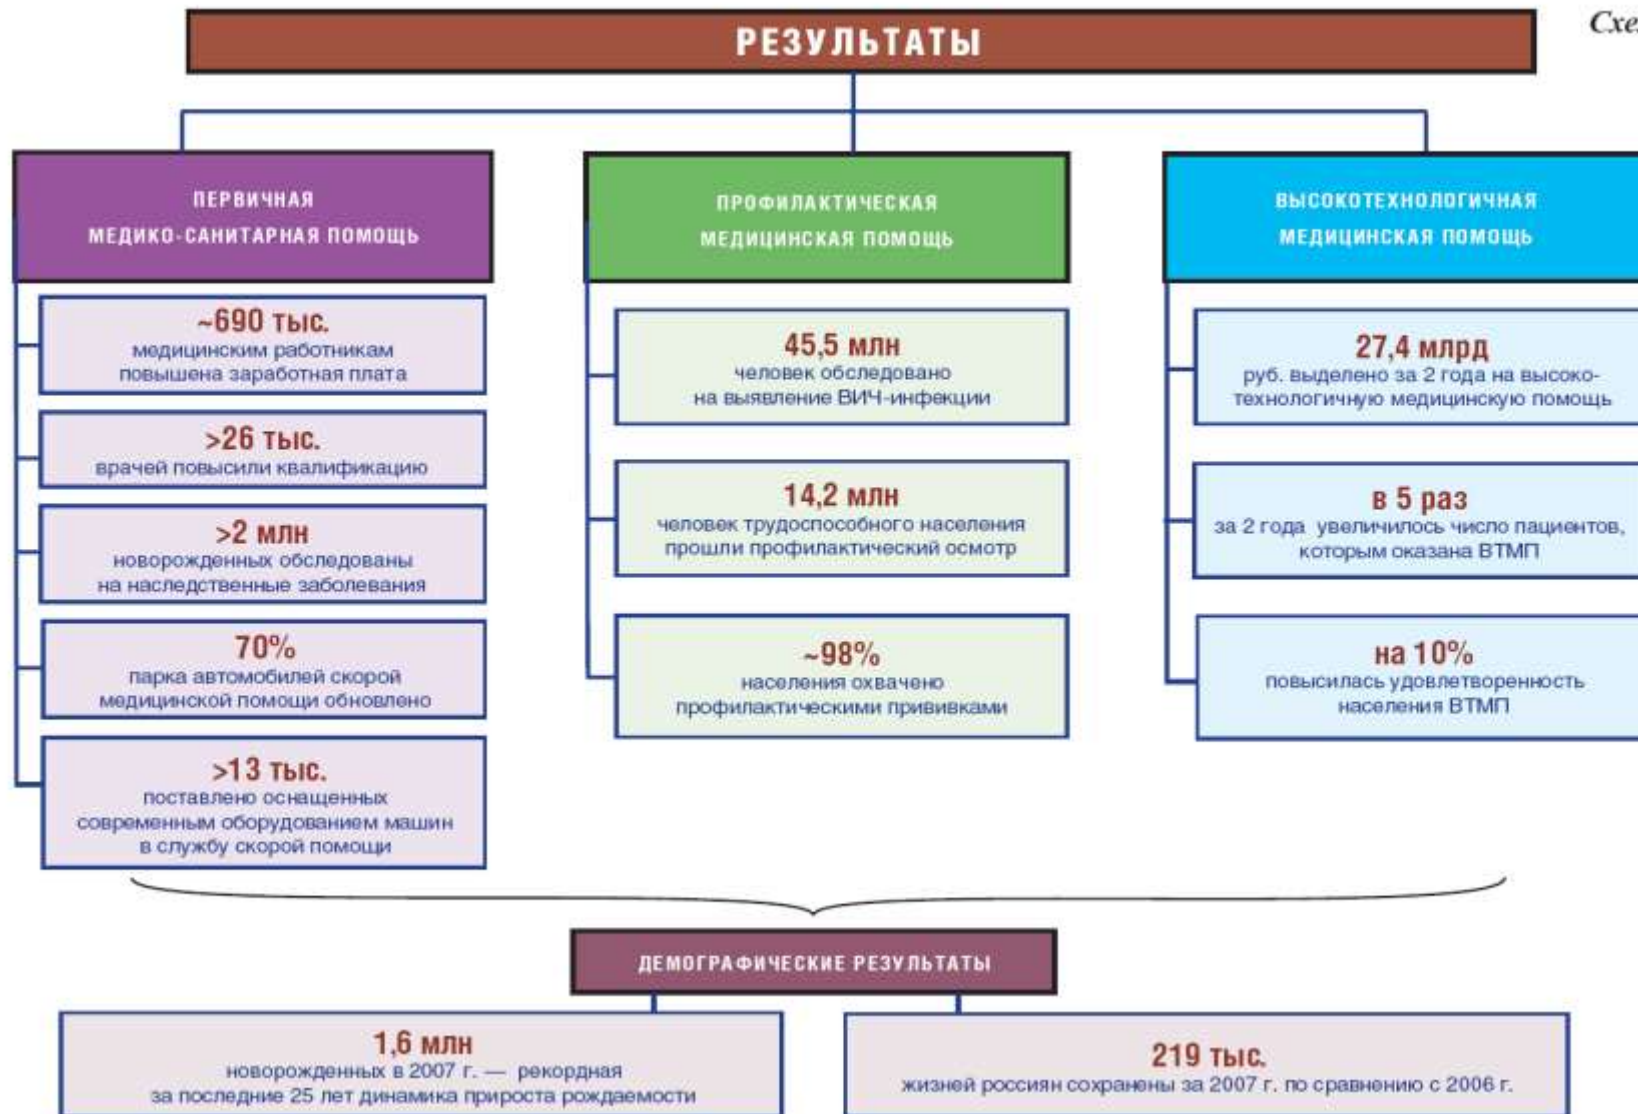 Схе
РЕЗУЛЬТАТЫ
ПЕРВИЧНАЯ
МЕДИКО-САНИТАРНАЯ ПОМОЩЬ
~690 тыс.
медицинским работникам
повышена заработная плата
>26 тыс.
врачей повысили квалификацию
>2 млн
новорожденных обследованы
на наследственные заболевания
70%
парка автомобилей скорой
медицинской помощи обновлено
>13 тыс.
поставлено оснащенных
современным оборудованием машин
в службу скорой помощи
ПРОФИЛАКТИЧЕСКАЯ
МЕДИЦИНСКАЯ ПОМОЩЬ
45,5 млн
человек обследовано
на выявление ВИЧ-инфекции
14,2 млн
человек трудоспособного населения
прошли профилактический осмотр
~98%
населения охвачено
профилактическими прививками
ВЫСОКОТЕХНОЛОГИЧНАЯ
МЕДИЦИНСКАЯ ПОМОЩЬ
27,4 млрд
руб. выделено за 2 года на высоко-
технологичную медицинскую помощь
в 5 раз
за 2 года увеличилось число пациентов,
которым оказана ВТМП
на 10%
повысилась удовлетворенность
населения ВТМП
ДЕМОГРАФИЧЕСКИЕ РЕЗУЛЬТАТЫ
1,6 млн
новорожденных в 2007 г. — рекордная
за последние 25 лет динамика прироста рождаемости
219 тыс.
жизней россиян сохранены за 2007 г. по сравнению с 2006 г.